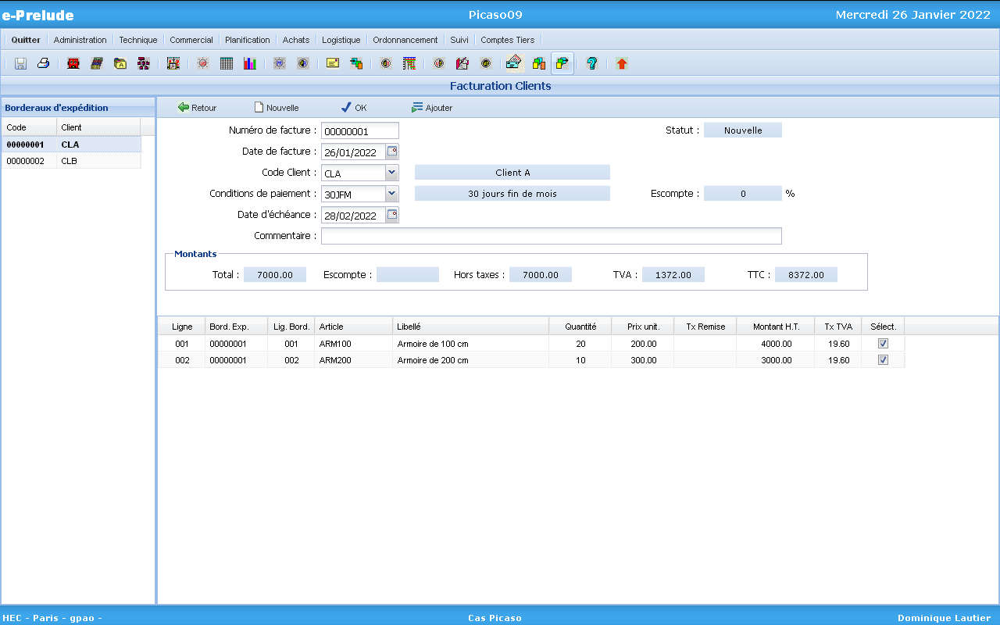 e-Prelude Picaso09 Mercredi 26 Janvier 2022
Quitter Administration Technique Commercial Planification Achats Logistique Ordonnancement Suivi Comptes Tiers
Facturation Clients
Borderaux d'expédition
Retour Nouvelle OK Ajouter
Code Client
00000001 CLA
00000002 CLB
Numéro de facture : 00000001 Statut : Nouvelle
Date de facture : 26/01/2022
Code Client : CLA Client A
Conditions de paiement : 30JFM 30 jours fin de mois Escompte : 0 %
Date d'échéance : 28/02/2022
Commentaire :
Montants
Total : 7000.00 Escompte : Hors taxes : 7000.00 TVA : 1372.00 TTC : 8372.00
Ligne Bord. Exp. Lig. Bord. Article Libellé Quantité Prix unit. Tx Remise Montant H.T. Tx TVA Sélect.
001 00000001 001 ARM100 Armoire de 100 cm 20 200.00 4000.00 19.60
002 00000001 002 ARM200 Armoire de 200 cm 10 300.00 3000.00 19.60
HEC - Paris - gpao - Cas Picaso Dominique Lautier